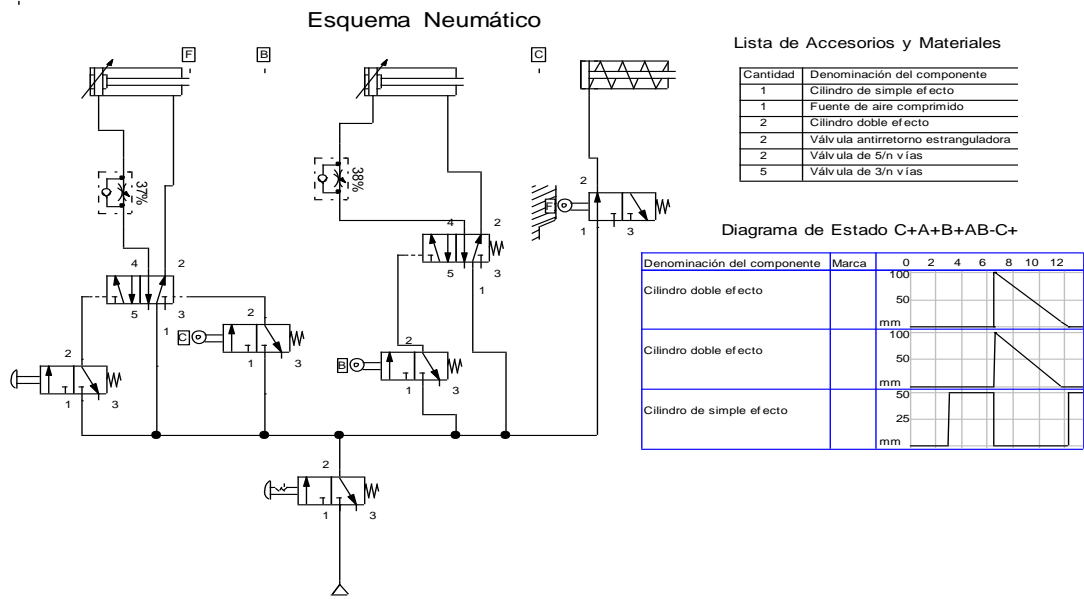 Esquema Neumático
F
B
C
Lista de Accesorios y Materiales
Cantidad Denominación del componente
1 Cilindro de simple efecto
1 Fuente de aire comprimido
2 Cilindro doble efecto
2 Válvula antirretorno estranguladora
2 Válvula de 5/n vías
5 Válvula de 3/n vías
37%
38%
2
F
1 3
Diagrama de Estado C+A+B+AB-C+
4 2
5 3
1
4 2
5 3
1
Denominación del componente Marca 0 2 4 6 8 10 12
Cilindro doble efecto
100
50
mm
Cilindro doble efecto
100
50
mm
Cilindro de simple efecto
50
25
mm
2
C
1 3
2
1 3
2
B
1 3
2
1 3